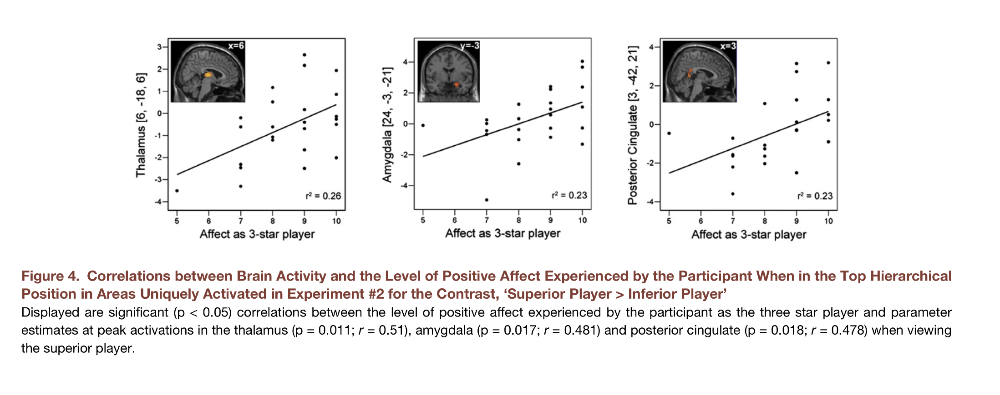 x=6
3
2
1
0
-1
-2
-3
-4
Thalamus [6, -18, 6]
r² = 0.26
5 6 7 8 9 10
Affect as 3-star player
y=-3
4
2
0
-2
-4
Amygdala [24, -3, -21]
r² = 0.23
5 6 7 8 9 10
Affect as 3-star player
x=3
4
2
0
-2
-4
Posterior Cingulate [3, -42, 21]
r² = 0.23
5 6 7 8 9 10
Affect as 3-star player
Figure 4. Correlations between Brain Activity and the Level of Positive Affect Experienced by the Participant When in the Top Hierarchical
Position in Areas Uniquely Activated in Experiment #2 for the Contrast, ‘Superior Player > Inferior Player’
Displayed are significant (p < 0.05) correlations between the level of positive affect experienced by the participant as the three star player and parameter
estimates at peak activations in the thalamus (p = 0.011; r = 0.51), amygdala (p = 0.017; r = 0.481) and posterior cingulate (p = 0.018; r = 0.478) when viewing
the superior player.